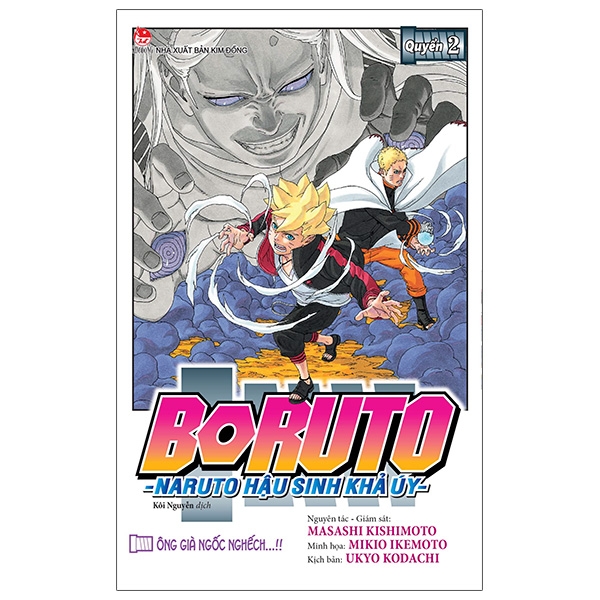 NHÀ XUẤT BẢN KIM ĐỒNG
Quyển 2
BORUTO
-NARUTO HẬU SINH KHẢ ÚY-
Kôi Nguyễn dịch
ÔNG GIÀ NGỐC NGHẾCH...!!
Nguyên tác - Giám sát:
MASASHI KISHIMOTO
Minh họa: MIKIO IKEMOTO
Kịch bản: UKYO KODACHI